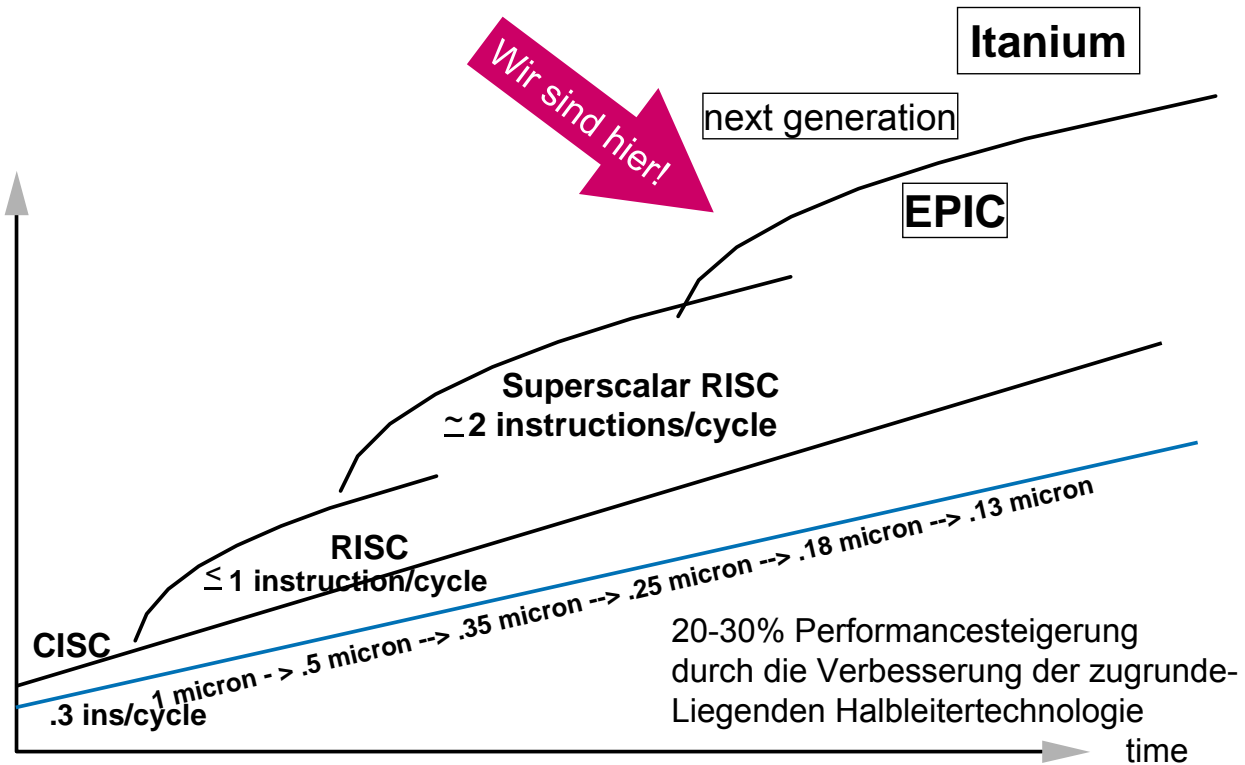 Itanium
Wir sind hier!
next generation
EPIC
Superscalar RISC
≃ 2 instructions/cycle
RISC
≤ 1 instruction/cycle
CISC
1 micron - > .5 micron --> .35 micron --> .25 micron --> .18 micron --> .13 micron
.3 ins/cycle
20-30% Performancesteigerung
durch die Verbesserung der zugrunde-
Liegenden Halbleitertechnologie
time